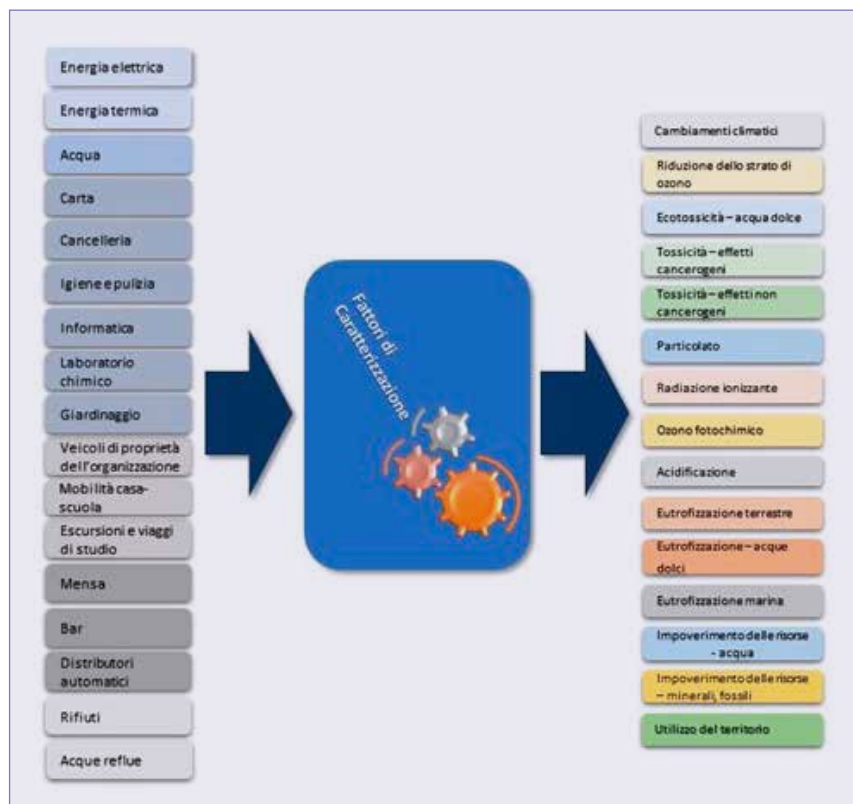 Energia elettrica
Energia termica
Acqua
Carta
Cancelleria
Igiene e pulizia
Informatica
Laboratorio
chimico
Giardinaggio
Veicoli di proprietà
dell'organizzazione
Mobilità casa-
scuola
Escursioni e viaggi
di studio
Mensa
Bar
Distributori
automatici
Rifiuti
Acque reflue
Fattori di
Caratterizzazione
Cambiamenti climatici
Riduzione dello strato di
ozono
Ecotossicità – acqua dolce
Tossicità – effetti
cancerogeni
Tossicità – effetti non
cancerogeni
Particolato
Radiazione ionizzante
Ozono fotochimico
Acidificazione
Eutrofizzazione terrestre
Eutrofizzazione – acque
dolci
Eutrofizzazione marina
Impoverimento delle risorse
- acqua
Impoverimento delle risorse
– minerali, fossili
Utilizzo del territorio